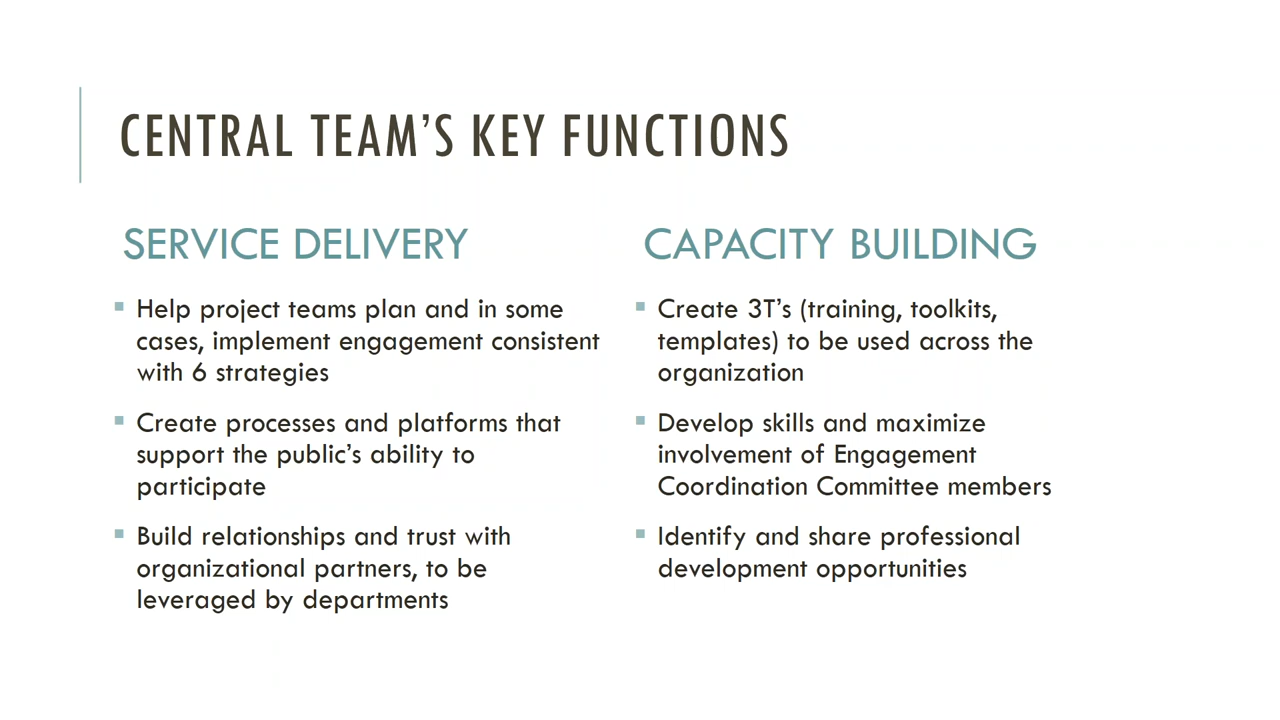 CENTRAL TEAM’S KEY FUNCTIONS
SERVICE DELIVERY
▪ Help project teams plan and in some
cases, implement engagement consistent
with 6 strategies
▪ Create processes and platforms that
support the public’s ability to
participate
▪ Build relationships and trust with
organizational partners, to be
leveraged by departments
CAPACITY BUILDING
▪ Create 3T’s (training, toolkits,
templates) to be used across the
organization
▪ Develop skills and maximize
involvement of Engagement
Coordination Committee members
▪ Identify and share professional
development opportunities